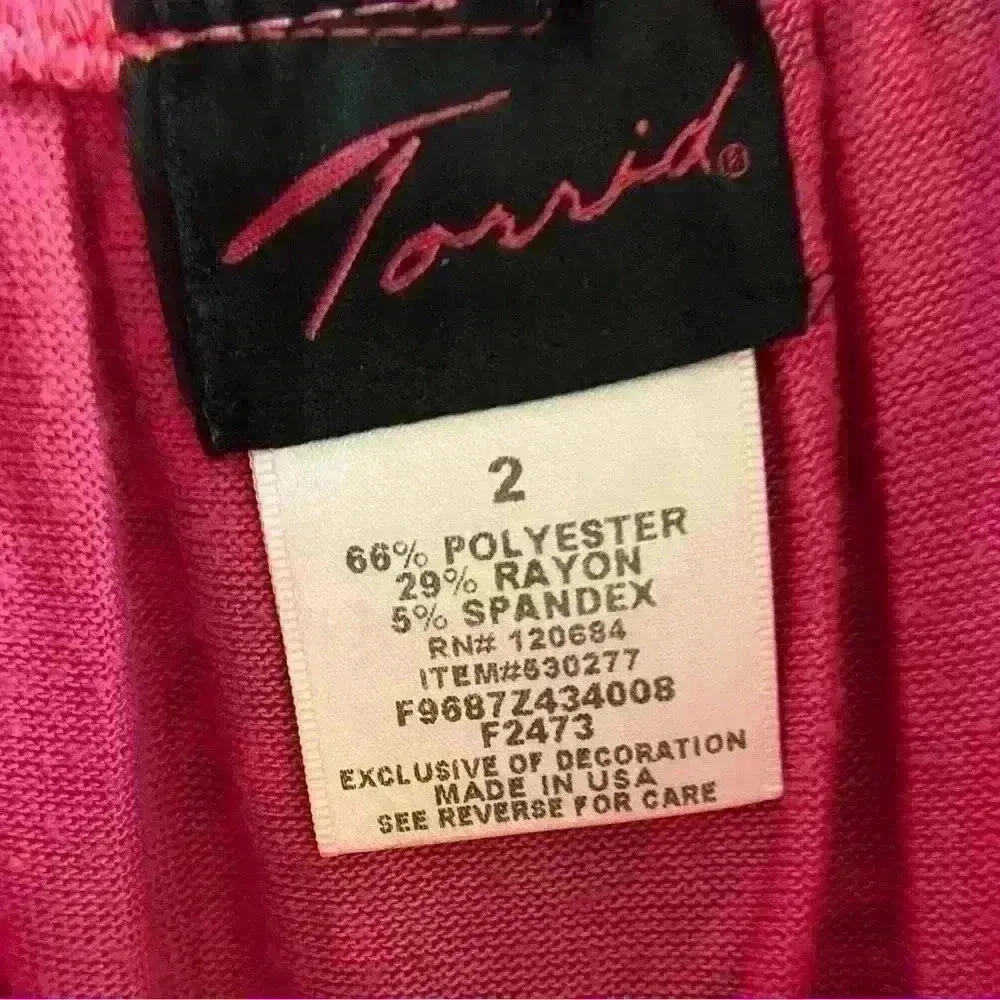 Torrid®
2
66% POLYESTER
29% RAYON
5% SPANDEX
RN# 120684
ITEM#530277
F9687Z434008
F2473
EXCLUSIVE OF DECORATION
MADE IN USA
SEE REVERSE FOR CARE